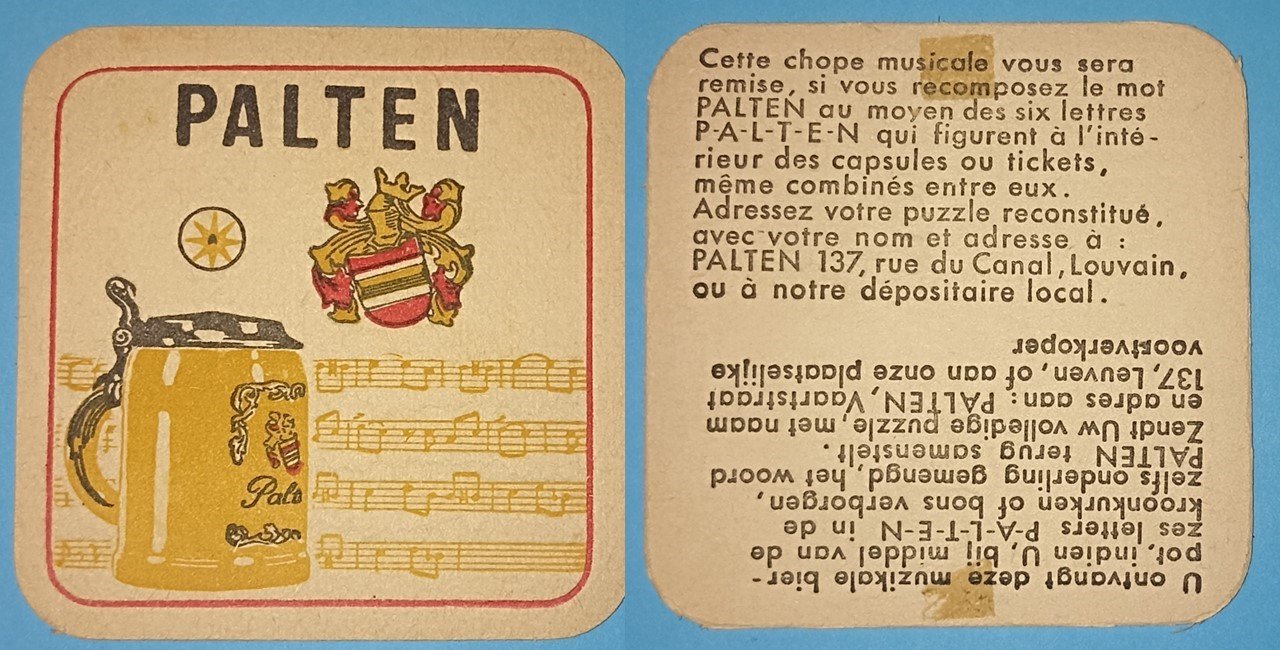 PALTEN
Palt
Cette chope musicale vous sera
remise, si vous recomposez le mot
PALTEN au moyen des six lettres
P-A-L-T-E-N qui figurent à l'inté-
rieur des capsules ou tickets,
même combinés entre eux.
Adressez votre puzzle reconstitué,
avec votre nom et adresse à :
PALTEN 137, rue du Canal, Louvain,
ou à notre dépositaire local.
U ontvangt deze muzikale bier-
pot, indien U, bij middel van de
zes letters P-A-L-T-E-N in de
kroonkurken of bons verborgen,
zelfs onderling gemengd, het woord
PALTEN terug samenstelt.
Zendt Uw volledige puzzle, met naam
en adres aan: PALTEN, Vaartstraat
137, Leuven, of aan onze plaatselijke
voortverkoper